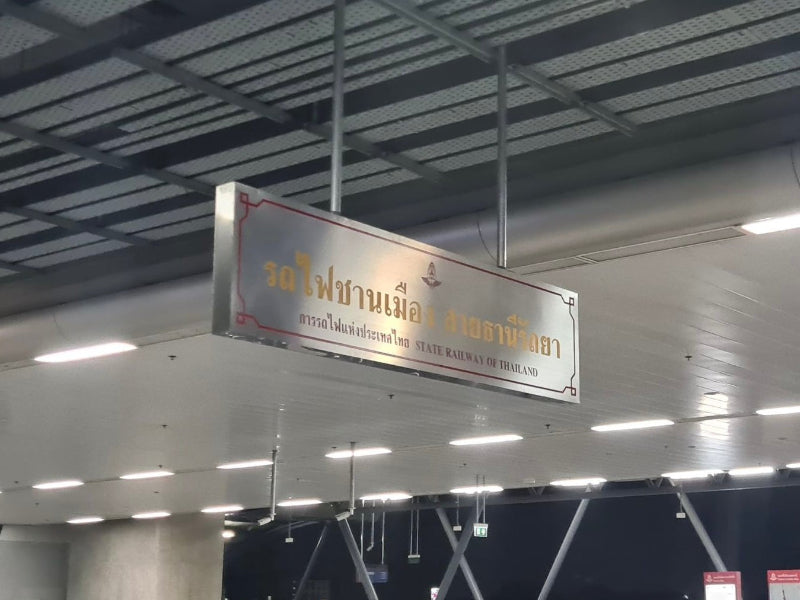 รถไฟชานเมือง สายธานีรัถยา
การรถไฟแห่งประเทศไทย STATE RAILWAY OF THAILAND